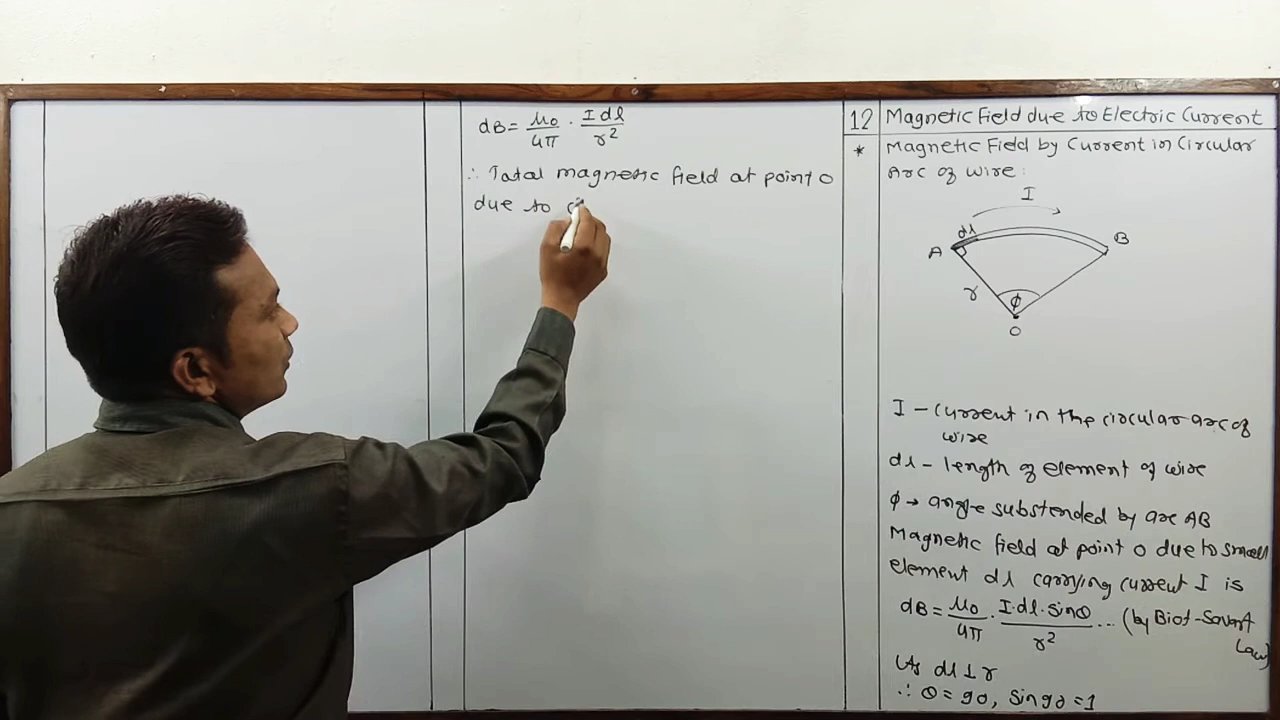 12 Magnetic Field due to Electric Current
* Magnetic Field by Current in Circular
Arc of wire:
I
dl
A
B
r
φ
O
I - current in the circular arc of
wire
dl - length of element of wire
φ → angle substended by arc AB
Magnetic field at point O due to small
element dl carrying current I is
dB = μ₀/4π · I·dl·sinθ/r² ... (by Biot-Savart
Law)
As dl ⊥ r
∴ θ = 90, sin90 = 1
dB = μ₀/4π · Idl/r²
∴ Total magnetic field at point O
due to